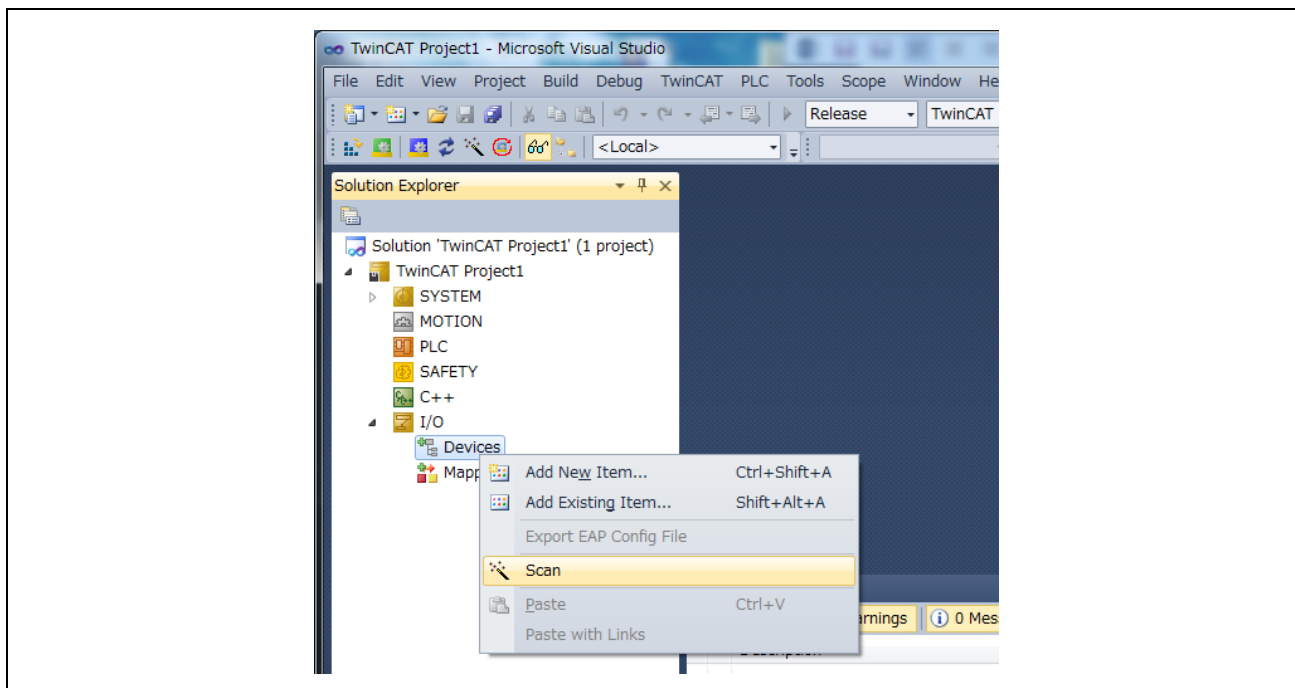 TwinCAT Project1 - Microsoft Visual Studio
File Edit View Project Build Debug TwinCAT PLC Tools Scope Window He
Release TwinCAT
<Local>
Solution Explorer
Solution 'TwinCAT Project1' (1 project)
TwinCAT Project1
SYSTEM
MOTION
PLC
SAFETY
C++
I/O
Devices
Mapp
Add New Item... Ctrl+Shift+A
Add Existing Item... Shift+Alt+A
Export EAP Config File
Scan
Paste Ctrl+V
Paste with Links
arnings 0 Mes